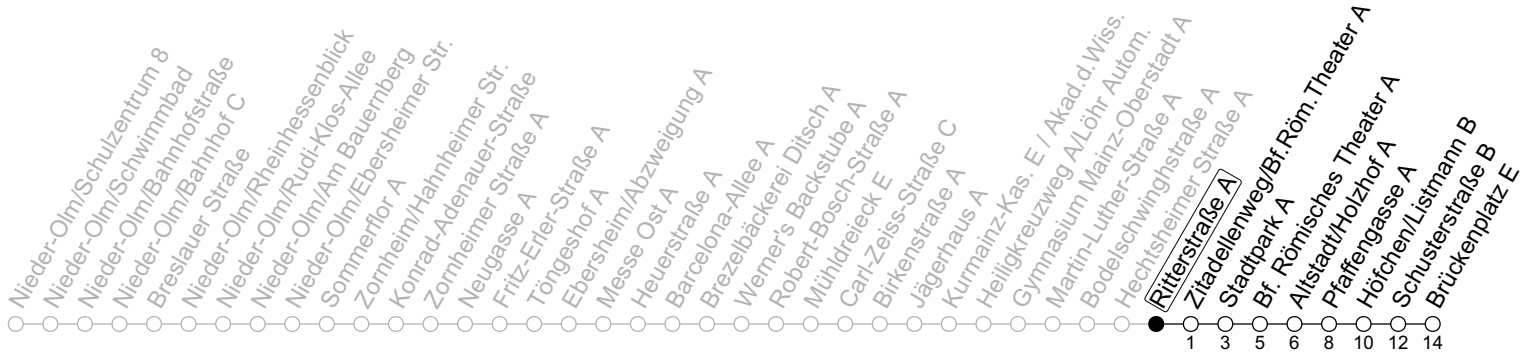 Nieder-Olm/Schulzentrum 8
Nieder-Olm/Schwimmbad
Nieder-Olm/Bahnhofstraße
Nieder-Olm/Bahnhof C
Breslauer Straße
Nieder-Olm/Rheinhessenblick
Nieder-Olm/Rudi-Klos-Allee
Nieder-Olm/Am Bauernberg
Nieder-Olm/Ebersheimer Str.
Sommerflor A
Zornheim/Hahnheimer Str.
Konrad-Adenauer-Straße
Zornheimer Straße A
Neugasse A
Fritz-Erler-Straße A
Töngeshof A
Ebersheim/Abzweigung A
Messe Ost A
Heuerstraße A
Barcelona-Allee A
Brezelbäckerei Ditsch A
Werner's Backstube A
Robert-Bosch-Straße A
Mühldreieck E
Carl-Zeiss-Straße C
Birkenstraße A
Jägerhaus A
Kurmainz-Kas. E / Akad.d.Wiss.
Heiligkreuzweg A/Löhr Autom.
Gymnasium Mainz-Oberstadt A
Martin-Luther-Straße A
Bodelschwinghstraße A
Hechtsheimer Straße A
Ritterstraße A
Zitadellenweg/Bf.Röm.Theater A
Stadtpark A
Bf. Römisches Theater A
Altstadt/Holzhof A
Pfaffengasse A
Höfchen/Listmann B
Schusterstraße B
Brückenplatz E
1 3 5 6 8 10 12 14